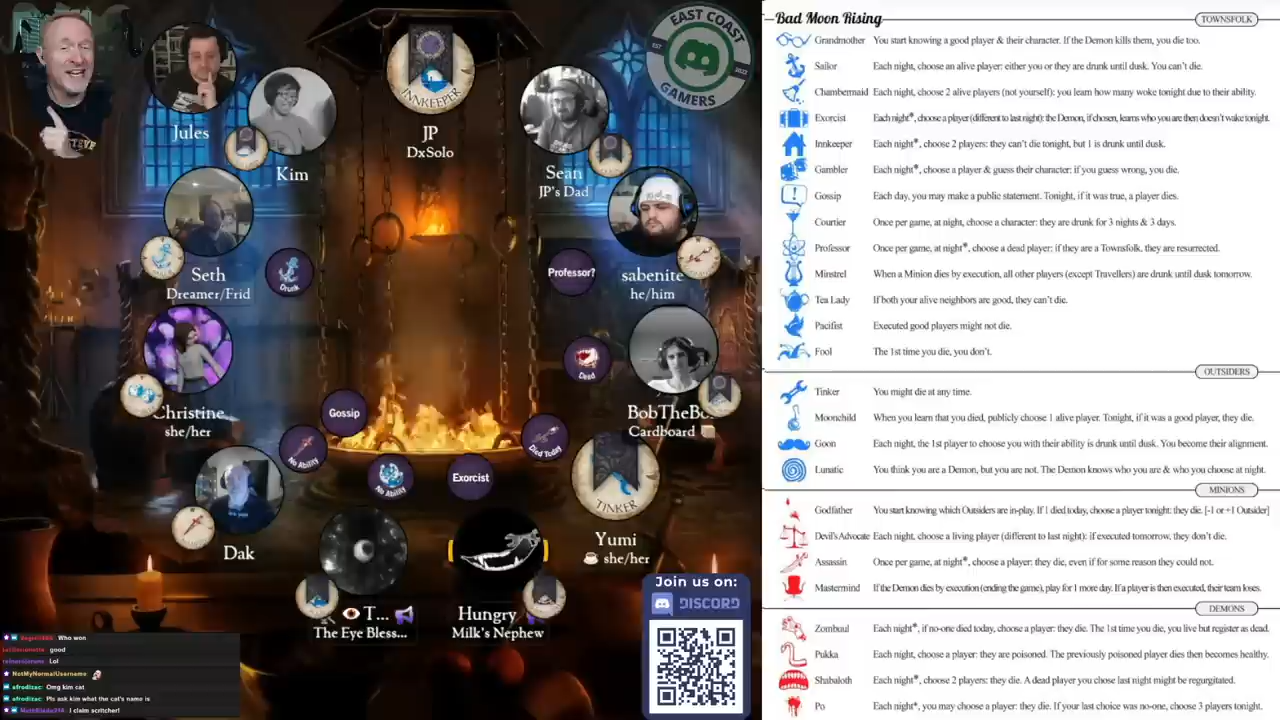 EAST COAST
EST
2022
GAMERS
Jules
Kim
INNKEEPER
JP
DxSolo
Sean
JP's Dad
Seth
Dreamer/Frid
Drunk
Professor?
sabenite
he/him
Christine
she/her
Gossip
No Ability
No Ability
Exorcist
Dead
Died Today
BobTheBo
Cardboard
TINKER
Yumi
she/her
Dak
T...
The Eye Bless...
Hungry
Milk's Nephew
Join us on:
DISCORD
Who won
good
Lol
NotMyNormalUsername:
afrodizac: Omg kim cat
afrodizac: Pls ask kim what the cat's name is
I claim scritcher!
Bad Moon Rising
TOWNSFOLK
Grandmother You start knowing a good player & their character. If the Demon kills them, you die too.
Sailor Each night, choose an alive player: either you or they are drunk until dusk. You can't die.
Chambermaid Each night, choose 2 alive players (not yourself): you learn how many woke tonight due to their ability.
Exorcist Each night*, choose a player (different to last night): the Demon, if chosen, learns who you are then doesn't wake tonight.
Innkeeper Each night*, choose 2 players: they can't die tonight, but 1 is drunk until dusk.
Gambler Each night*, choose a player & guess their character: if you guess wrong, you die.
Gossip Each day, you may make a public statement. Tonight, if it was true, a player dies.
Courtier Once per game, at night, choose a character: they are drunk for 3 nights & 3 days.
Professor Once per game, at night*, choose a dead player: if they are a Townsfolk, they are resurrected.
Minstrel When a Minion dies by execution, all other players (except Travellers) are drunk until dusk tomorrow.
Tea Lady If both your alive neighbors are good, they can't die.
Pacifist Executed good players might not die.
Fool The 1st time you die, you don't.
OUTSIDERS
Tinker You might die at any time.
Moonchild When you learn that you died, publicly choose 1 alive player. Tonight, if it was a good player, they die.
Goon Each night, the 1st player to choose you with their ability is drunk until dusk. You become their alignment.
Lunatic You think you are a Demon, but you are not. The Demon knows who you are & who you choose at night.
MINIONS
Godfather You start knowing which Outsiders are in-play. If 1 died today, choose a player tonight: they die. [-1 or +1 Outsider]
Devil's Advocate Each night, choose a living player (different to last night): if executed tomorrow, they don't die.
Assassin Once per game, at night*, choose a player: they die, even if for some reason they could not.
Mastermind If the Demon dies by execution (ending the game), play for 1 more day. If a player is then executed, their team loses.
DEMONS
Zombuul Each night*, if no-one died today, choose a player: they die. The 1st time you die, you live but register as dead.
Pukka Each night, choose a player: they are poisoned. The previously poisoned player dies then becomes healthy.
Shabaloth Each night*, choose 2 players: they die. A dead player you chose last night might be regurgitated.
Po Each night*, you may choose a player: they die. If your last choice was no-one, choose 3 players tonight.